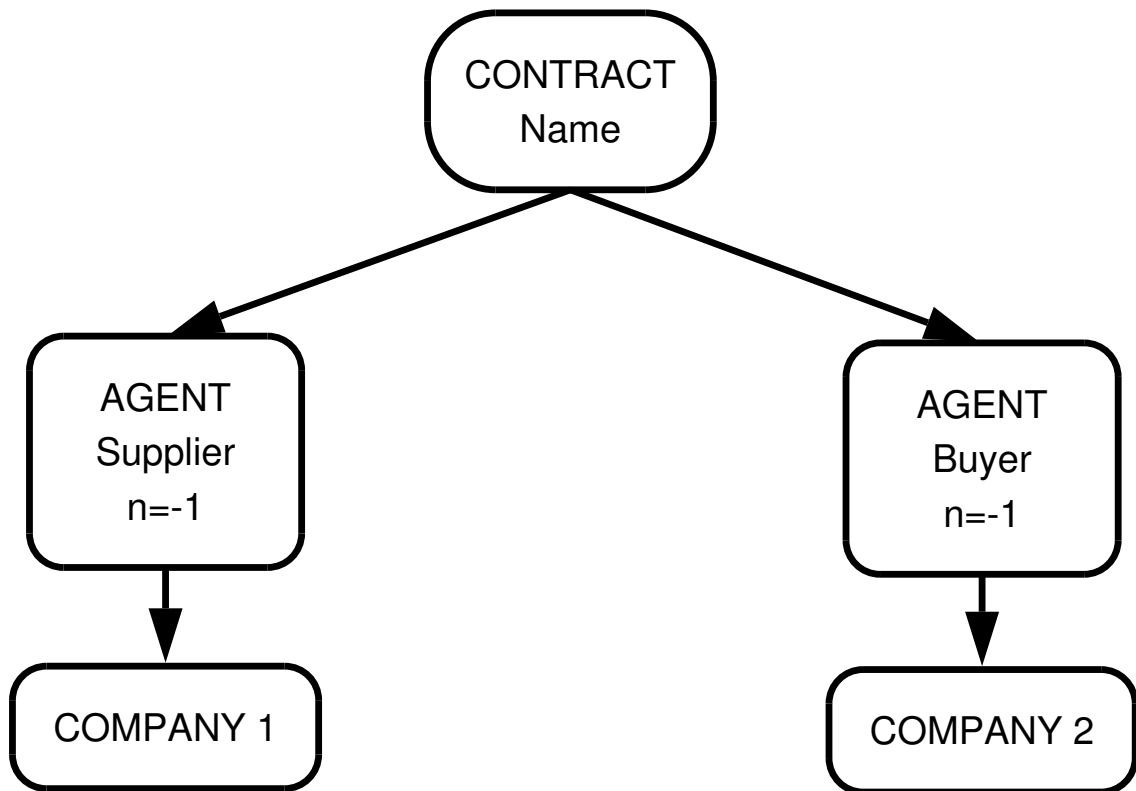 CONTRACT
Name
AGENT
Supplier
n=-1
AGENT
Buyer
n=-1
COMPANY 1
COMPANY 2